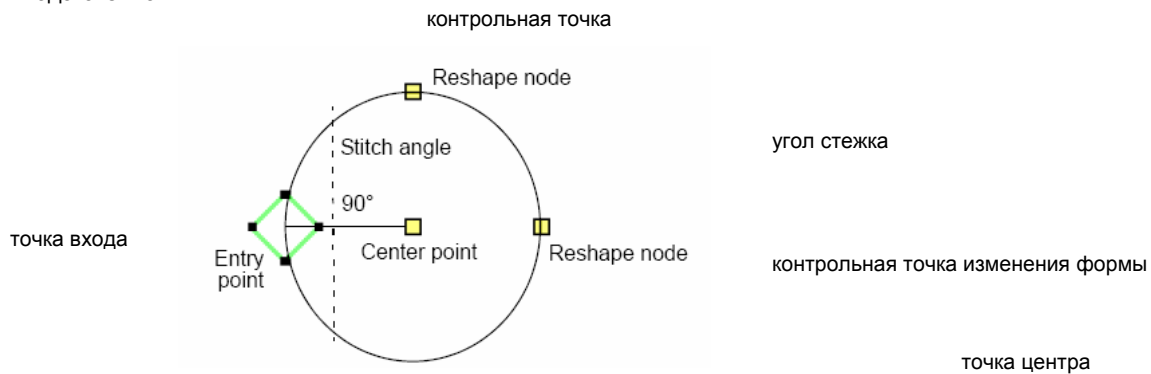 контрольная точка
Reshape node
Stitch angle
угол стежка
90°
точка входа
Entry
point
Center point
Reshape node
контрольная точка изменения формы
точка центра